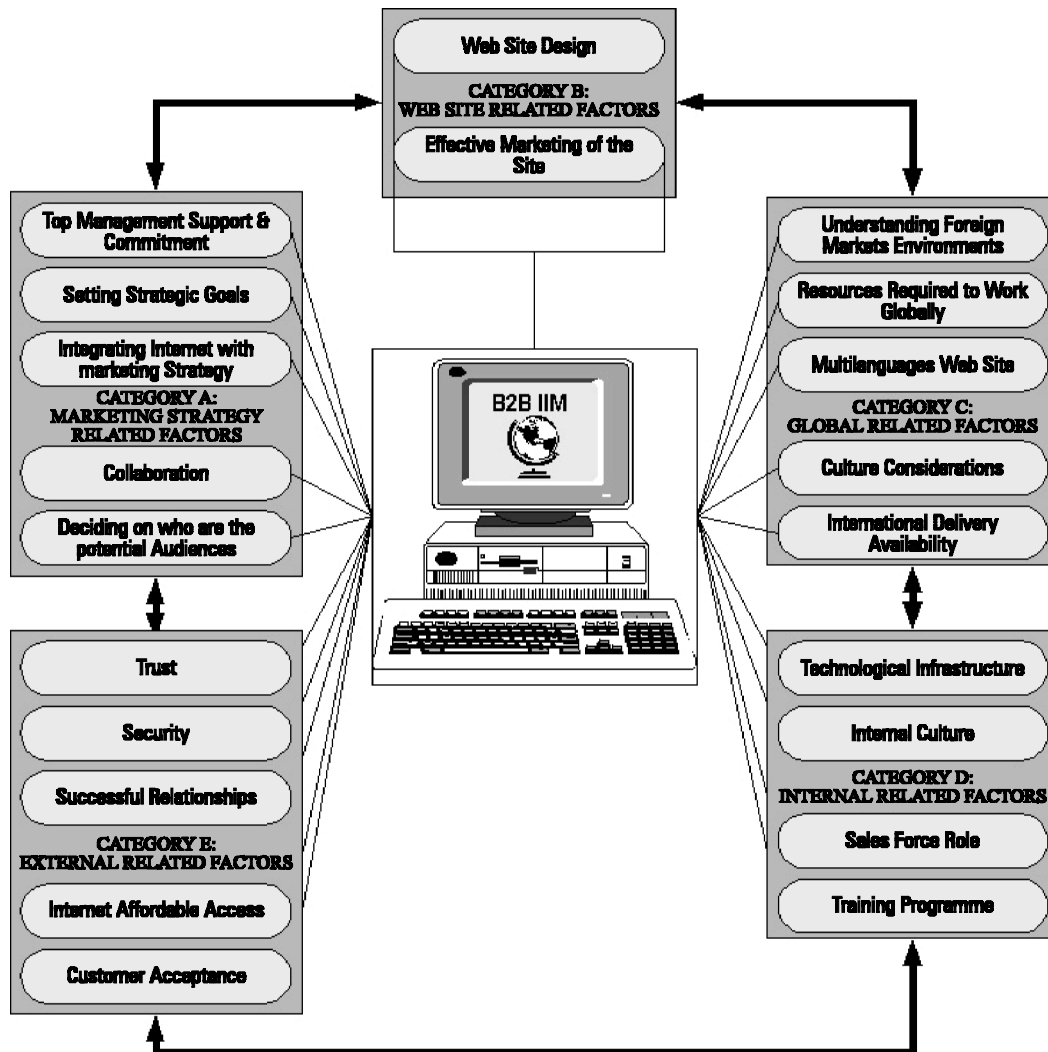 Web Site Design
CATEGORY B:
WEB SITE RELATED FACTORS
Effective Marketing of the
Site
Top Management Support &
Commitment
Setting Strategic Goals
Integrating Internet with
marketing Strategy
CATEGORY A:
MARKETING STRATEGY
RELATED FACTORS
Collaboration
Deciding on who are the
potential Audiences
B2B IIM
Understanding Foreign
Markets Environments
Resources Required to Work
Globally
Multilanguages Web Site
CATEGORY C:
GLOBAL RELATED FACTORS
Culture Considerations
International Delivery
Availability
Trust
Security
Successful Relationships
CATEGORY E:
EXTERNAL RELATED FACTORS
Internet Affordable Access
Customer Acceptance
Technological Infrastructure
Internal Culture
CATEGORY D:
INTERNAL RELATED FACTORS
Sales Force Role
Training Programme